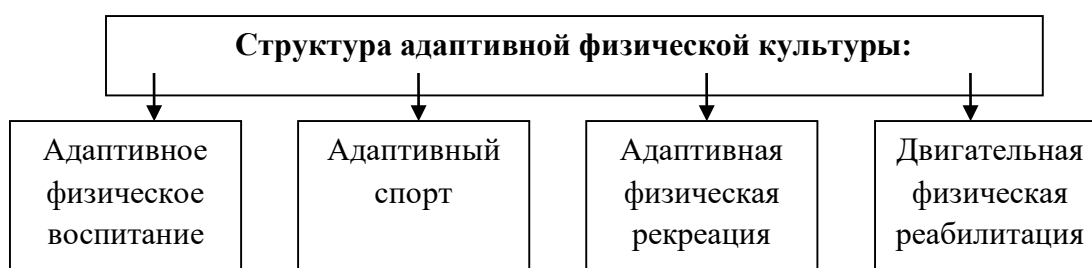 Структура адаптивной физической культуры:
Адаптивное
физическое
воспитание
Адаптивный
спорт
Адаптивная
физическая
рекреация
Двигательная
физическая
реабилитация